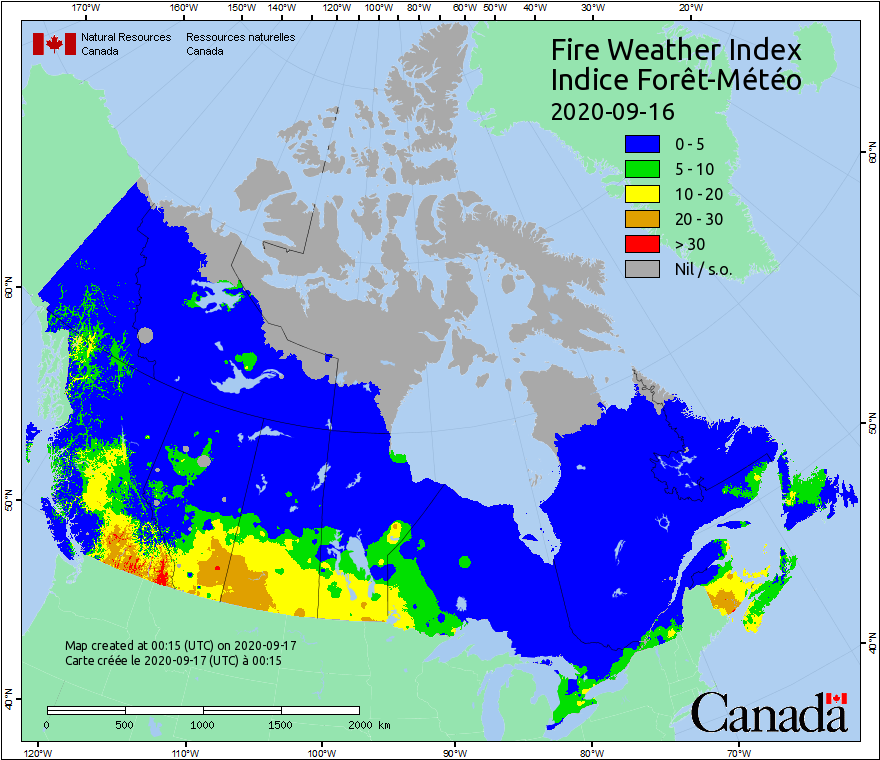 170°W 160°W 150°W 140°W 130°W 120°W 110°W 100°W 90°W 80°W 70°W 60°W 50°W 40°W 30°W 20°W
Natural Resources Ressources naturelles
Canada Canada
Fire Weather Index
Indice Forêt-Météo
2020-09-16
0 - 5
5 - 10
10 - 20
20 - 30
> 30
Nil / s.o.
60°N
60°N
50°N
50°N
40°N
40°N
Map created at 00:15 (UTC) on 2020-09-17
Carte créée le 2020-09-17 (UTC) à 00:15
0 500 1000 1500 2000 km
Canada
120°W 110°W 100°W 90°W 80°W 70°W